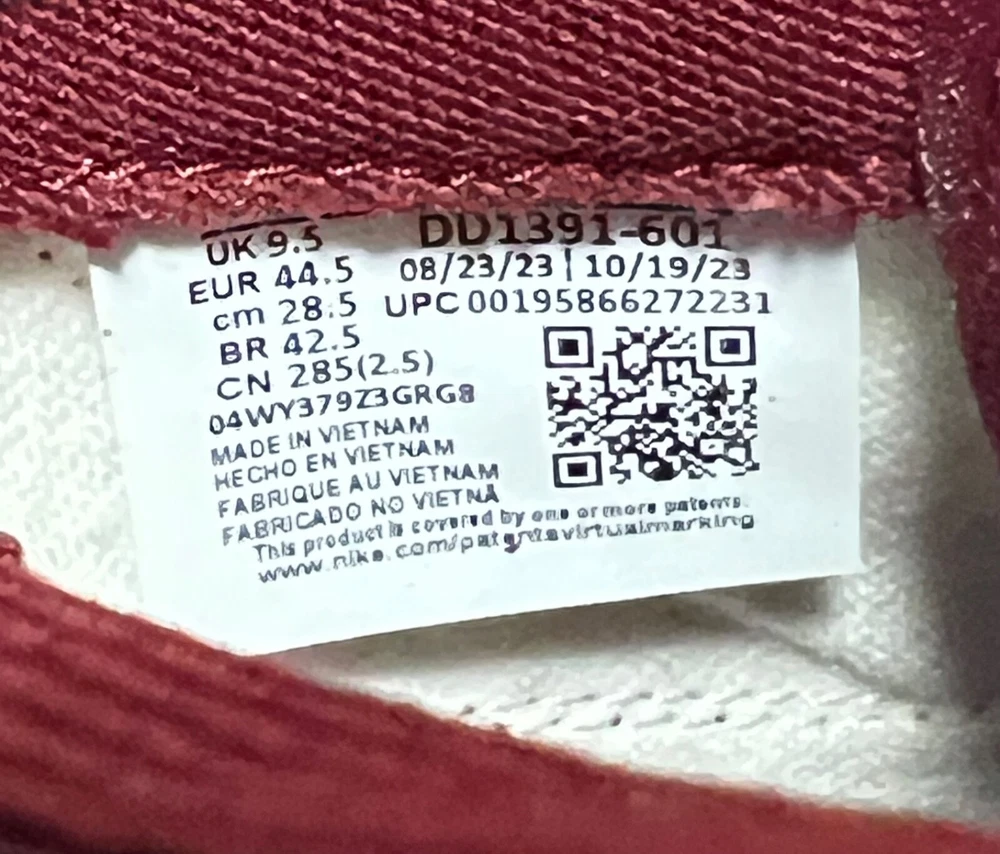 UK 9.5
EUR 44.5
cm 28.5
BR 42.5
CN 285(2.5)
04WY379Z3GRG8
MADE IN VIETNAM
HECHO EN VIETNAM
FABRIQUE AU VIETNAM
FABRICADO NO VIETNÃ
DD1391-601
08/23/23 | 10/19/23
UPC 00195866272231
This product is covered by one or more patents.
www.nike.com/patentsvirtualmarking